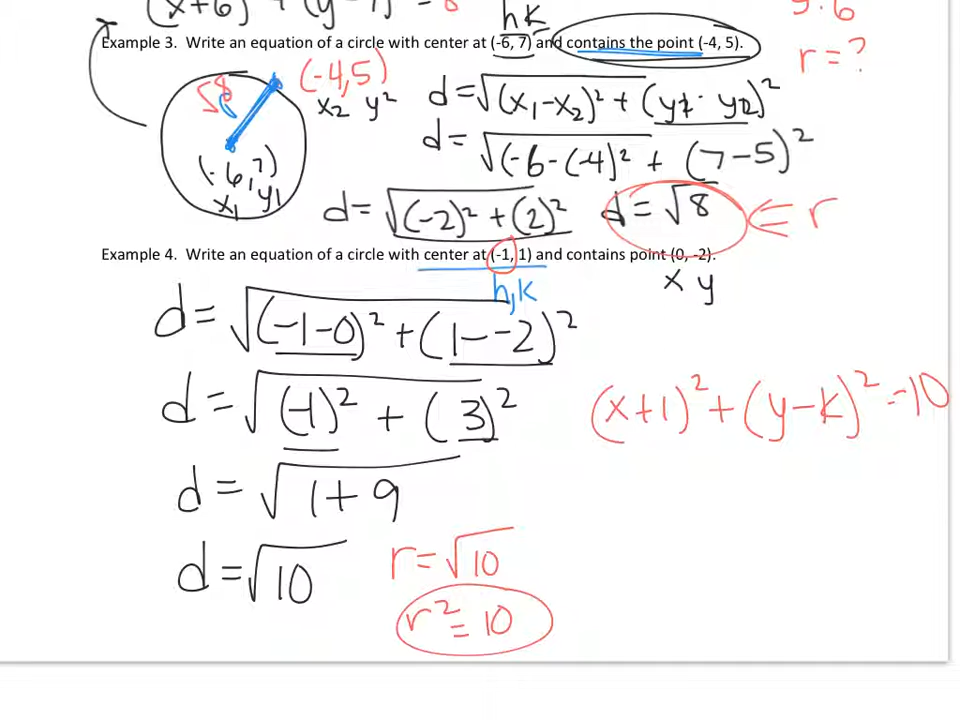 (x+6) + (y-7) = 8
hk
Example 3. Write an equation of a circle with center at (-6, 7) and contains the point (-4, 5).
r = ?
(-4,5)
x2 y2
√8
(-6,7)
x1 y1
d=√(x1-x2)² + (y1- y2)²
d= √(-6-(-4)² + (7-5)²
d= √(-2)² + (2)² d = √8 ⇐ r
Example 4. Write an equation of a circle with center at (-1, 1) and contains point (0, -2).
h,k
x y
d= √(-1-0)² + (1--2)²
d = √(-1)² + (3)²
(x+1)² + (y-k)² = 10
d = √1+9
d = √10
r = √10
r² = 10